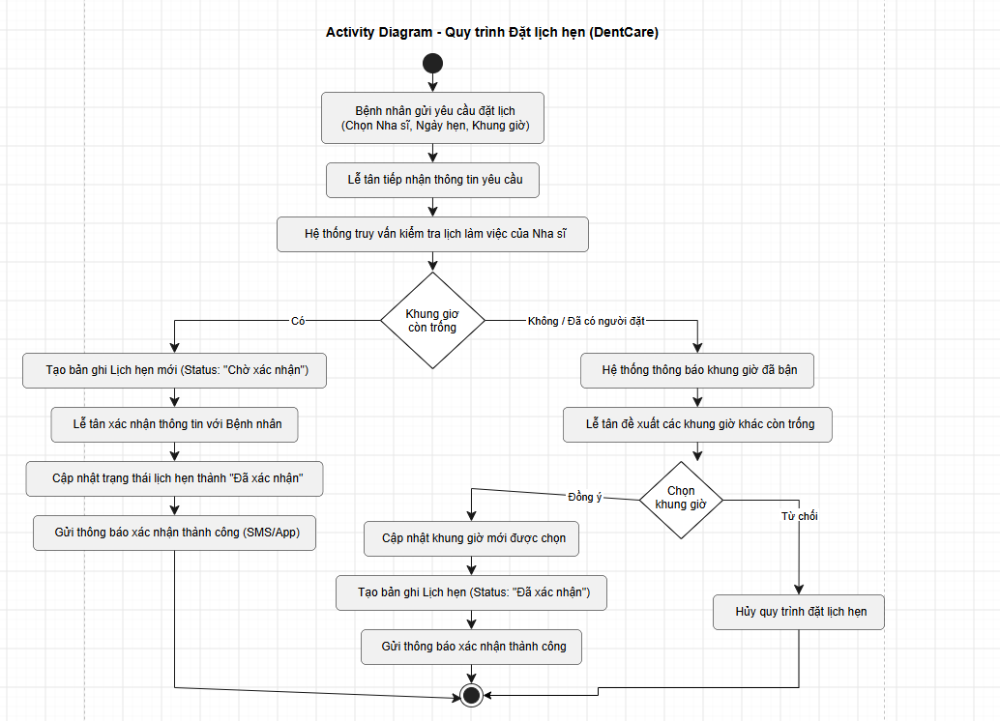 Activity Diagram - Quy trình Đặt lịch hẹn (DentCare)
Bệnh nhân gửi yêu cầu đặt lịch
(Chọn Nha sĩ, Ngày hẹn, Khung giờ)
Lễ tân tiếp nhận thông tin yêu cầu
Hệ thống truy vấn kiểm tra lịch làm việc của Nha sĩ
Khung giơ
còn trống
Có
Không / Đã có người đặt
Tạo bản ghi Lịch hẹn mới (Status: "Chờ xác nhận")
Hệ thống thông báo khung giờ đã bận
Lễ tân xác nhận thông tin với Bệnh nhân
Lễ tân đề xuất các khung giờ khác còn trống
Cập nhật trạng thái lịch hẹn thành "Đã xác nhận"
Chọn
khung giờ
Đồng ý
Từ chối
Gửi thông báo xác nhận thành công (SMS/App)
Cập nhật khung giờ mới được chọn
Tạo bản ghi Lịch hẹn (Status: "Đã xác nhận")
Hủy quy trình đặt lịch hẹn
Gửi thông báo xác nhận thành công